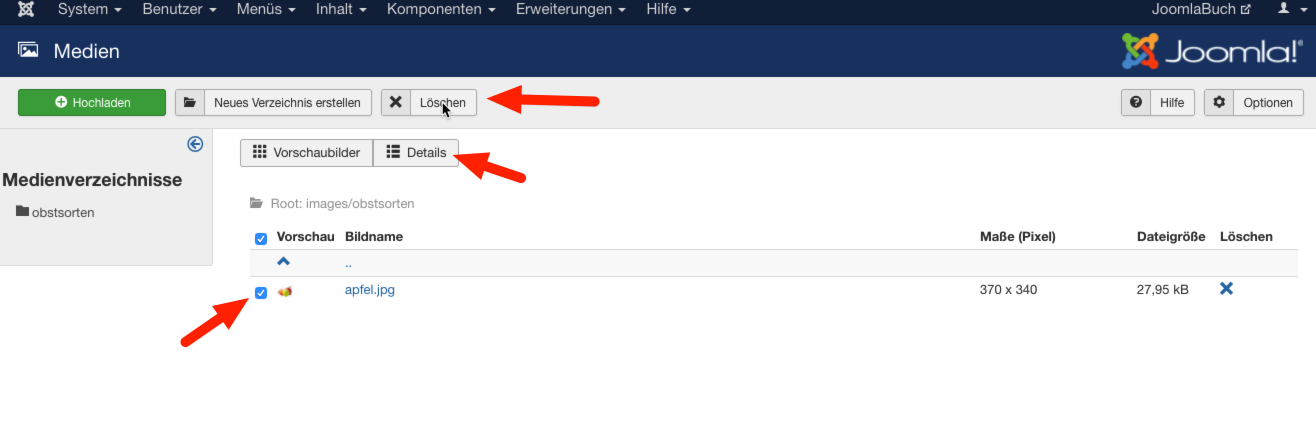 System Benutzer Menüs Inhalt Komponenten Erweiterungen Hilfe JoomlaBuch
Medien Joomla!®
Hochladen Neues Verzeichnis erstellen Löschen Hilfe Optionen
Vorschaubilder Details
Medienverzeichnisse
obstsorten
Root: images/obstsorten
Vorschau Bildname Maße (Pixel) Dateigröße Löschen
..
apfel.jpg 370 x 340 27,95 kB